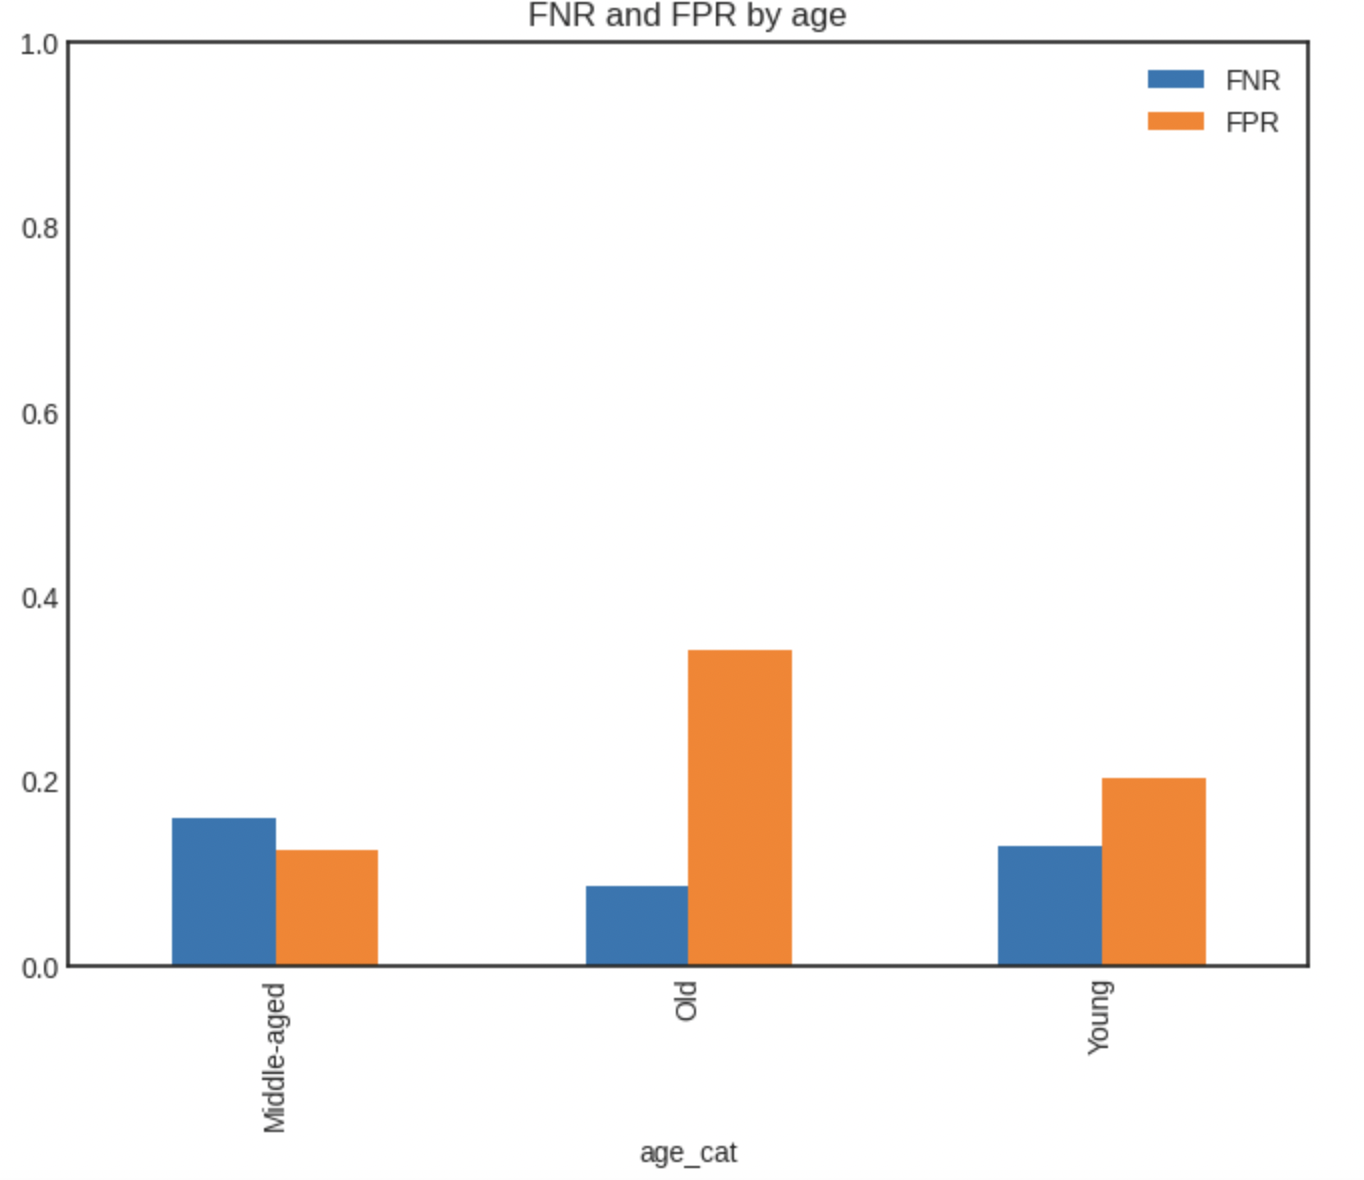 FNR and FPR by age
1.0
0.8
0.6
0.4
0.2
0.0
FNR
FPR
Middle-aged
Old
Young
age_cat